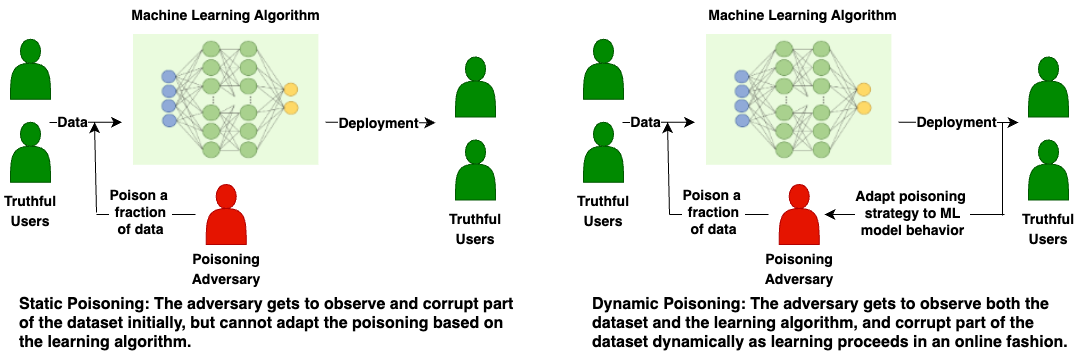 Machine Learning Algorithm
Data
Deployment
Truthful
Users
Poison a
fraction
of data
Poisoning
Adversary
Truthful
Users
Static Poisoning: The adversary gets to observe and corrupt part
of the dataset initially, but cannot adapt the poisoning based on
the learning algorithm.
Machine Learning Algorithm
Data
Deployment
Truthful
Users
Poison a
fraction
of data
Adapt poisoning
strategy to ML
model behavior
Poisoning
Adversary
Truthful
Users
Dynamic Poisoning: The adversary gets to observe both the
dataset and the learning algorithm, and corrupt part of the
dataset dynamically as learning proceeds in an online fashion.